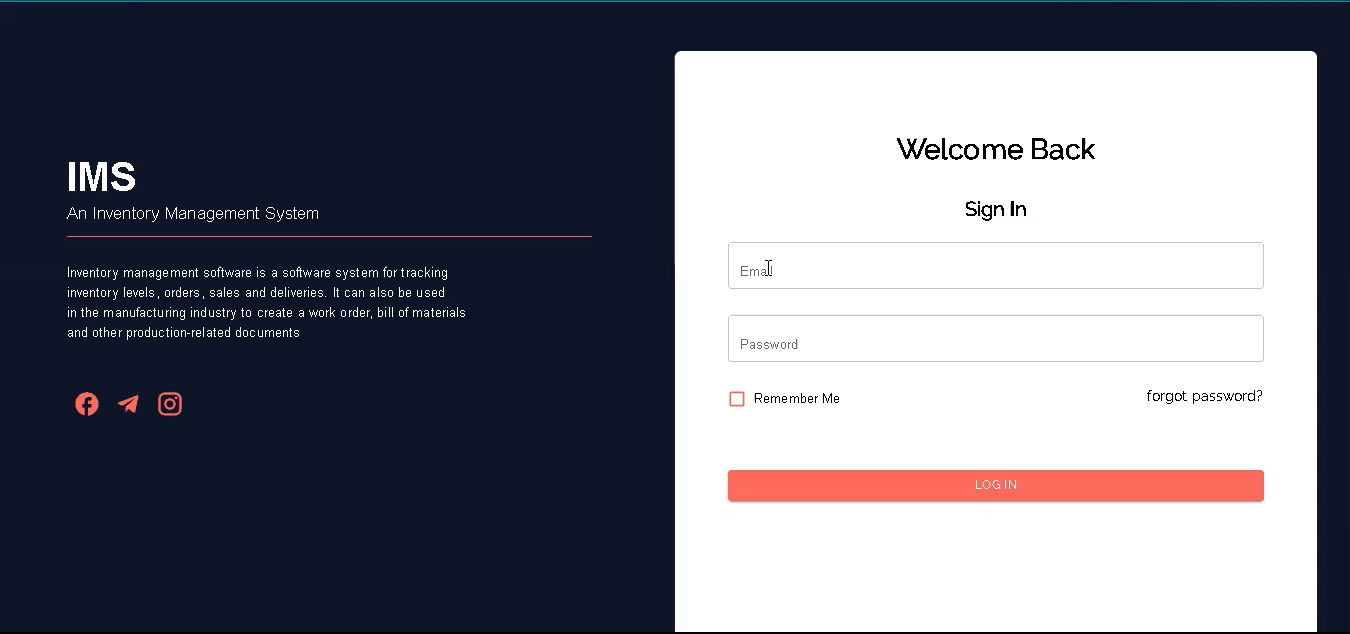 IMS
An Inventory Management System
Inventory management software is a software system for tracking
inventory levels, orders, sales and deliveries. It can also be used
in the manufacturing industry to create a work order, bill of materials
and other production-related documents
Welcome Back
Sign In
Email
Password
Remember Me
forgot password?
LOG IN